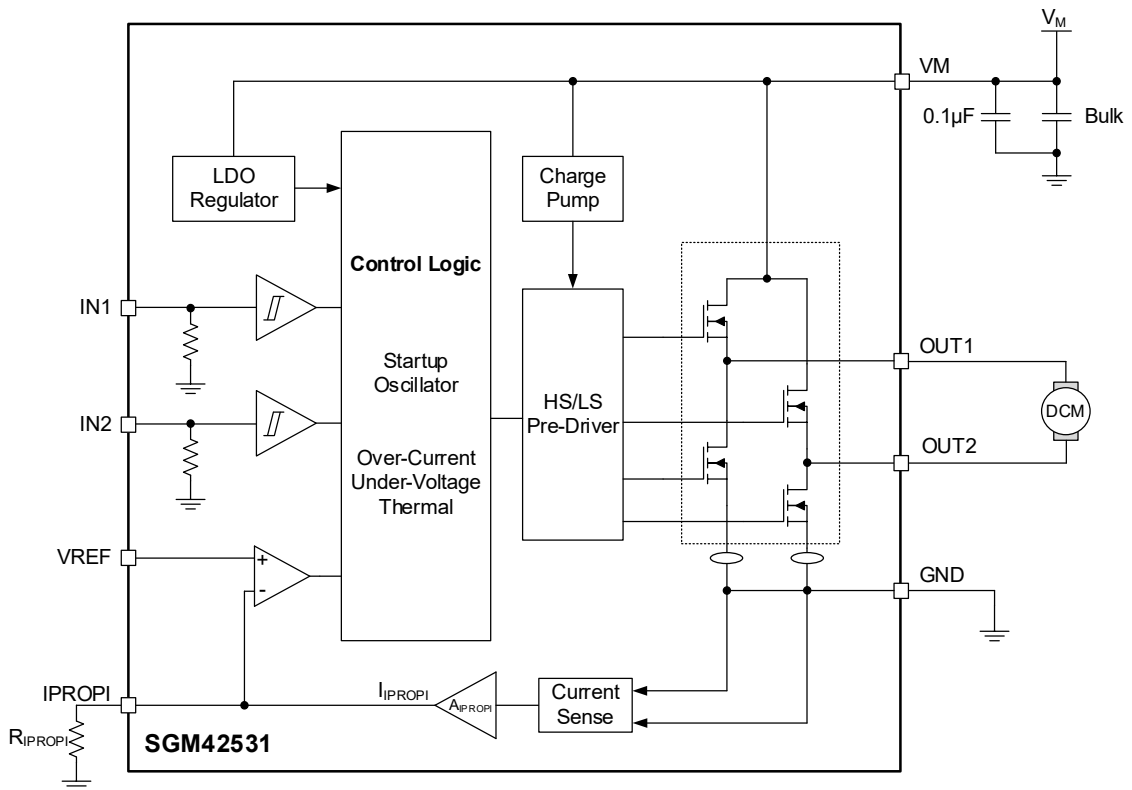 V_M
VM
0.1µF
Bulk
LDO
Regulator
Charge
Pump
Control Logic
IN1
Startup
Oscillator
HS/LS
Pre-Driver
OUT1
DCM
IN2
OUT2
Over-Current
Under-Voltage
Thermal
VREF
+
-
GND
IPROPI
I_IPROPI
A_IPROPI
Current
Sense
R_IPROPI
SGM42531